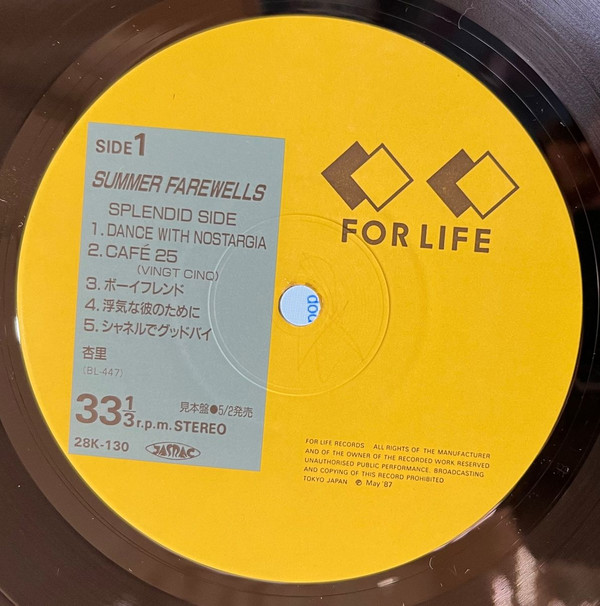 SIDE 1
SUMMER FAREWELLS
SPLENDID SIDE
1. DANCE WITH NOSTARGIA
2. CAFÉ 25
(VINGT CINQ)
3. ボーイフレンド
4. 浮気な彼のために
5. シャネルでグッドバイ
杏里
(BL-447)
33 1/3 r.p.m. STEREO
見本盤●5/2発売
28K-130
JASRAC
FOR LIFE
FOR LIFE RECORDS ALL RIGHTS OF THE MANUFACTURER
AND OF THE OWNER OF THE RECORDED WORK RESERVED
UNAUTHORISED PUBLIC PERFORMANCE. BROADCASTING
AND COPYING OF THIS RECORD PROHIBITED
TOKYO JAPAN ℗ May '87